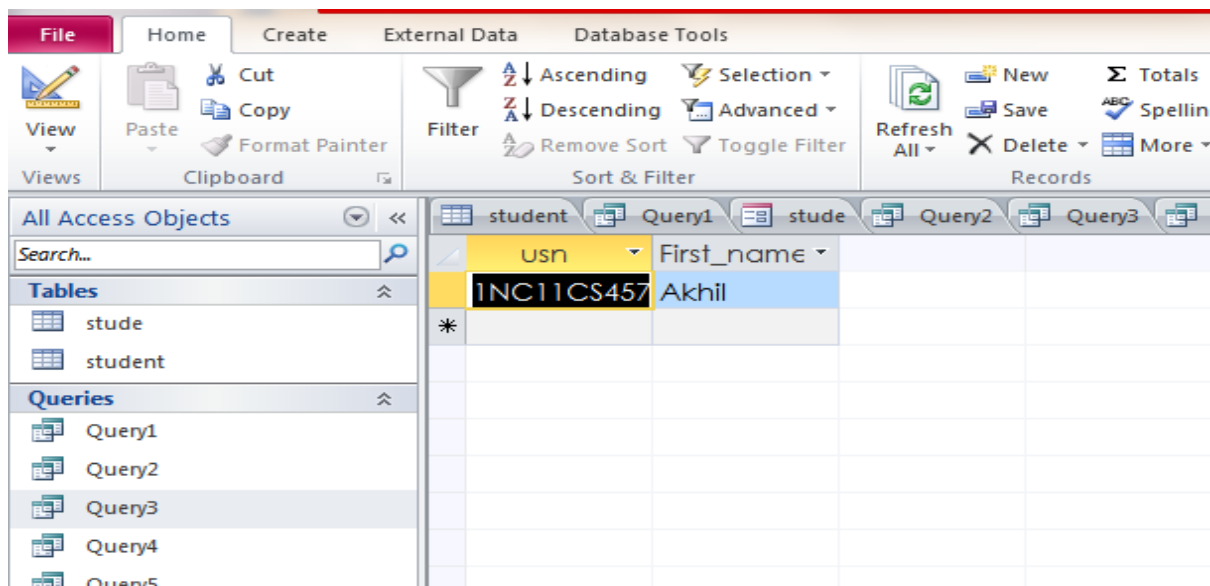 File Home Create External Data Database Tools
View
Paste
Cut
Copy
Format Painter
Filter
Ascending
Descending
Remove Sort
Selection
Advanced
Toggle Filter
Refresh All
New
Save
Delete
Σ Totals
ABC Spellin
More
Views Clipboard Sort & Filter Records
All Access Objects
Search...
Tables
stude
student
Queries
Query1
Query2
Query3
Query4
Query5
student Query1 stude Query2 Query3
usn First_name
1NC11CS457 Akhil